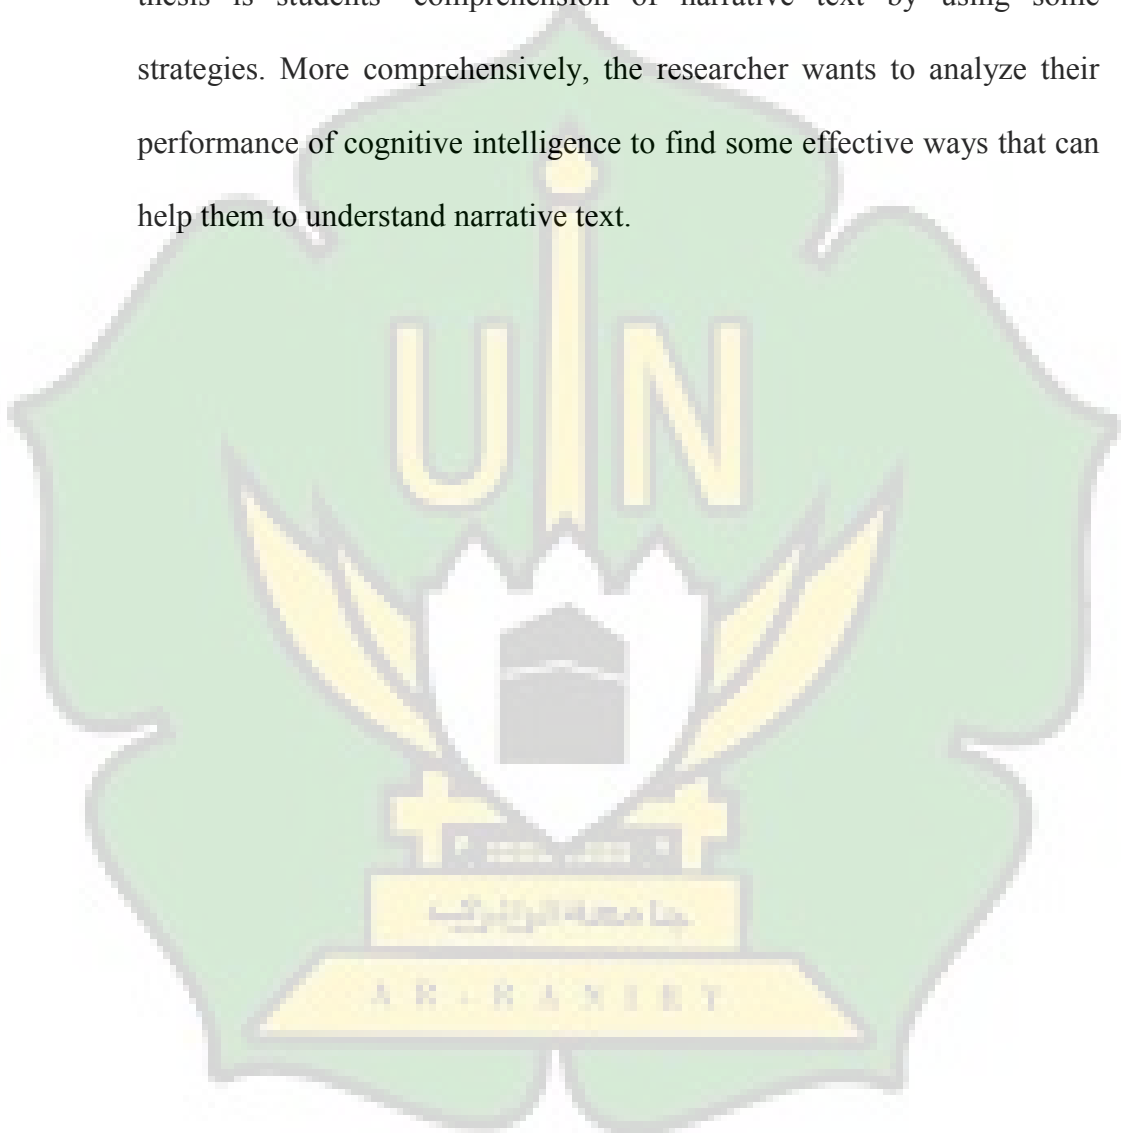 thesis is students' comprehension of narrative text by using some
strategies. More comprehensively, the researcher wants to analyze their
performance of cognitive intelligence to find some effective ways that can
help them to understand narrative text.
UIN
جامعة الرانيري
AR-RANIRY